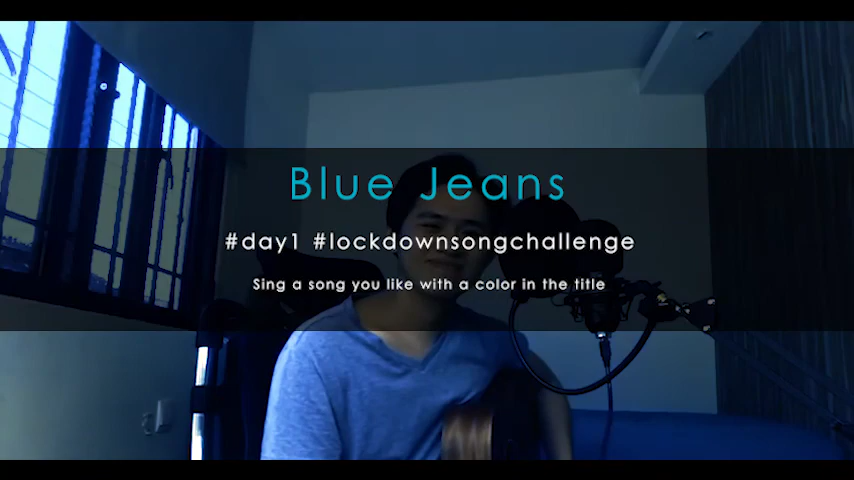 Blue Jeans
#day1 #lockdownsongchallenge
Sing a song you like with a color in the title